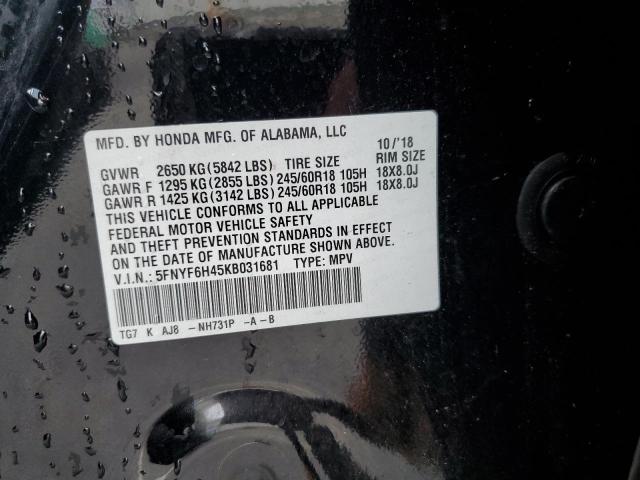 MFD. BY HONDA MFG. OF ALABAMA, LLC 10/'18
GVWR 2650 KG (5842 LBS) TIRE SIZE RIM SIZE
GAWR F 1295 KG (2855 LBS) 245/60R18 105H 18X8.0J
GAWR R 1425 KG (3142 LBS) 245/60R18 105H 18X8.0J
THIS VEHICLE CONFORMS TO ALL APPLICABLE
FEDERAL MOTOR VEHICLE SAFETY
AND THEFT PREVENTION STANDARDS IN EFFECT
ON THE DATE OF MANUFACTURE SHOWN ABOVE.
V.I.N.: 5FNYF6H45KB031681 TYPE: MPV
TG7 K AJ8 -NH731P -A-B